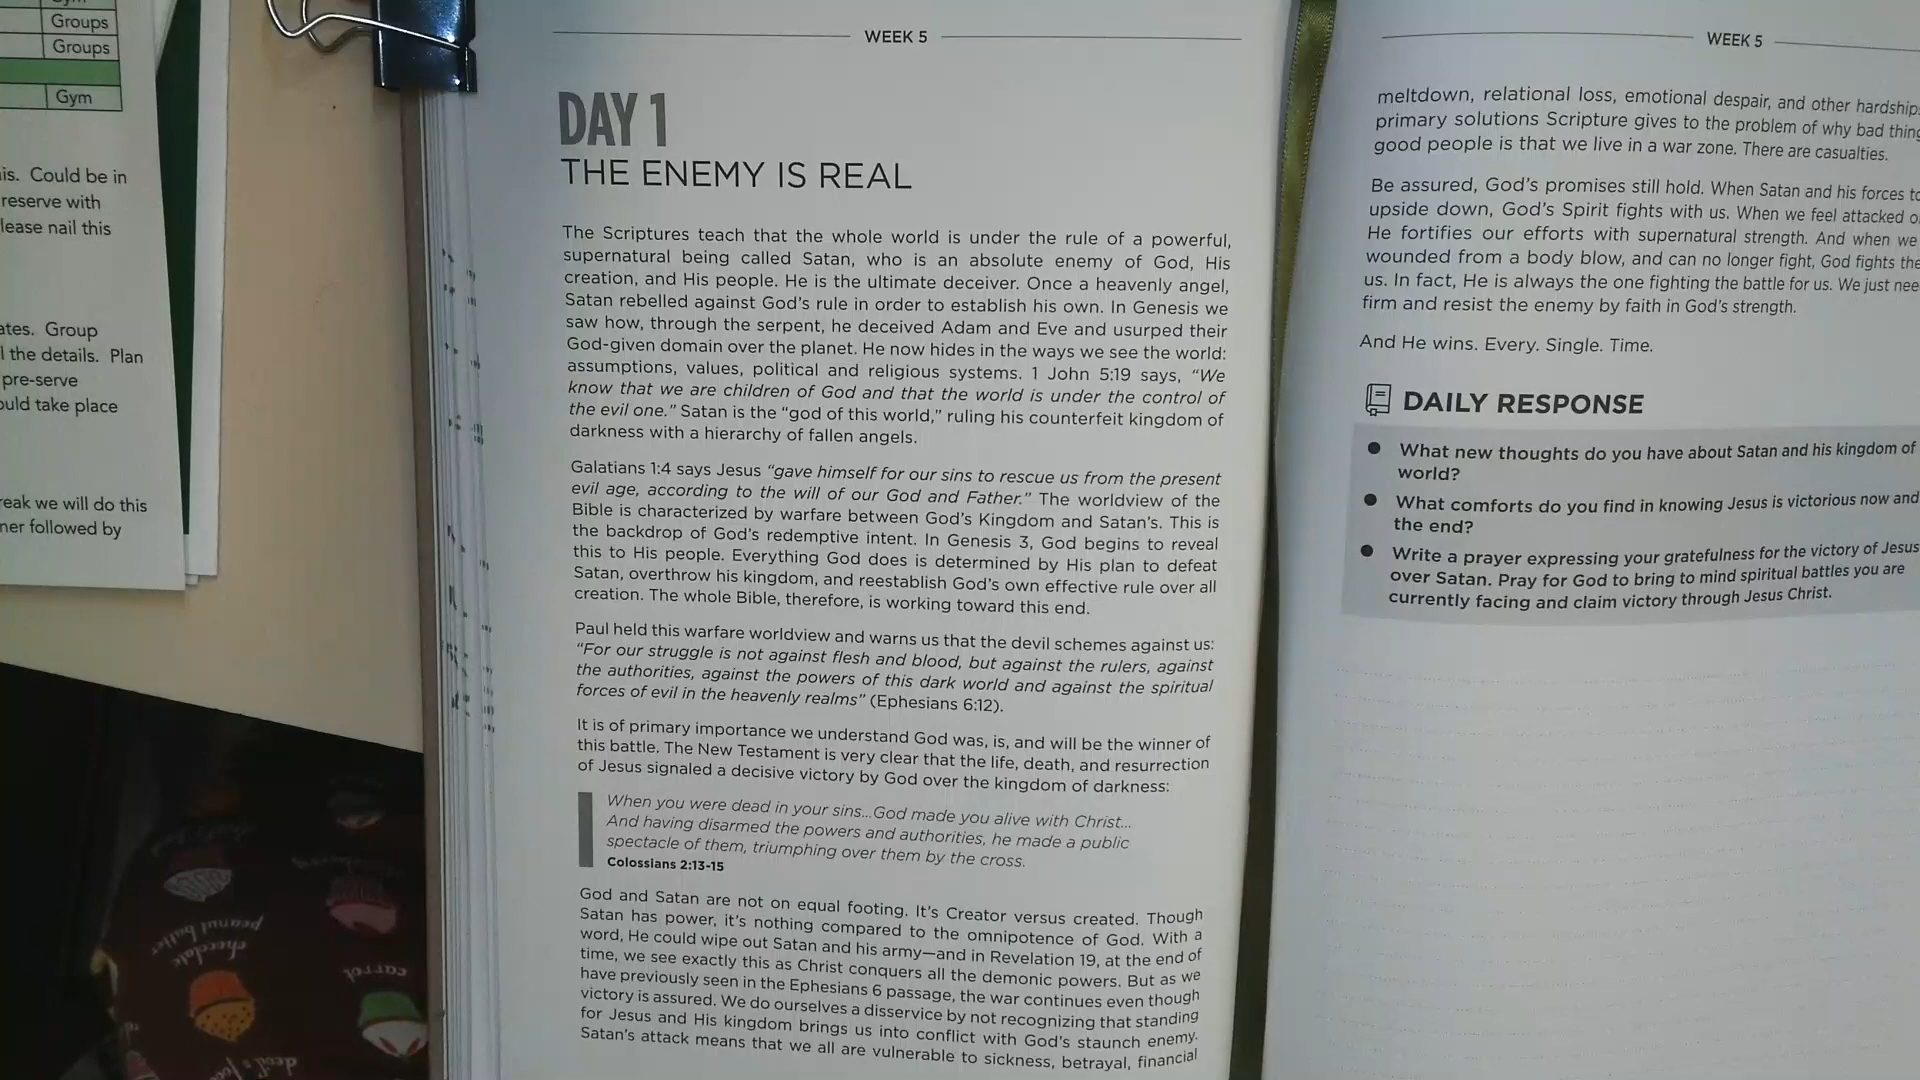 Groups
Groups
Gym
is. Could be in
reserve with
lease nail this
ates. Group
the details. Plan
pre-serve
ould take place
reak we will do this
ner followed by
WEEK 5
DAY 1
THE ENEMY IS REAL
The Scriptures teach that the whole world is under the rule of a powerful,
supernatural being called Satan, who is an absolute enemy of God, His
creation, and His people. He is the ultimate deceiver. Once a heavenly angel,
Satan rebelled against God's rule in order to establish his own. In Genesis we
saw how, through the serpent, he deceived Adam and Eve and usurped their
God-given domain over the planet. He now hides in the ways we see the world:
assumptions, values, political and religious systems. 1 John 5:19 says, "We
know that we are children of God and that the world is under the control of
the evil one." Satan is the "god of this world," ruling his counterfeit kingdom of
darkness with a hierarchy of fallen angels.
Galatians 1:4 says Jesus "gave himself for our sins to rescue us from the present
evil age, according to the will of our God and Father." The worldview of the
Bible is characterized by warfare between God's Kingdom and Satan's. This is
the backdrop of God's redemptive intent. In Genesis 3, God begins to reveal
this to His people. Everything God does is determined by His plan to defeat
Satan, overthrow his kingdom, and reestablish God's own effective rule over all
creation. The whole Bible, therefore, is working toward this end.
Paul held this warfare worldview and warns us that the devil schemes against us:
"For our struggle is not against flesh and blood, but against the rulers, against
the authorities, against the powers of this dark world and against the spiritual
forces of evil in the heavenly realms" (Ephesians 6:12).
It is of primary importance we understand God was, is, and will be the winner of
this battle. The New Testament is very clear that the life, death, and resurrection
of Jesus signaled a decisive victory by God over the kingdom of darkness:
When you were dead in your sins...God made you alive with Christ...
And having disarmed the powers and authorities, he made a public
spectacle of them, triumphing over them by the cross.
Colossians 2:13-15
God and Satan are not on equal footing. It's Creator versus created. Though
Satan has power, it's nothing compared to the omnipotence of God. With a
word, He could wipe out Satan and his army—and in Revelation 19, at the end of
time, we see exactly this as Christ conquers all the demonic powers. But as we
have previously seen in the Ephesians 6 passage, the war continues even though
victory is assured. We do ourselves a disservice by not recognizing that standing
for Jesus and His kingdom brings us into conflict with God's staunch enemy.
Satan's attack means that we all are vulnerable to sickness, betrayal, financial
WEEK 5
meltdown, relational loss, emotional despair, and other hardship
primary solutions Scripture gives to the problem of why bad thing
good people is that we live in a war zone. There are casualties.
Be assured, God's promises still hold. When Satan and his forces
upside down, God's Spirit fights with us. When we feel attacked
He fortifies our efforts with supernatural strength. And when we
wounded from a body blow, and can no longer fight, God fights the
us. In fact, He is always the one fighting the battle for us. We just nee
firm and resist the enemy by faith in God's strength.
And He wins. Every. Single. Time.
DAILY RESPONSE
● What new thoughts do you have about Satan and his kingdom of
world?
● What comforts do you find in knowing Jesus is victorious now and
the end?
● Write a prayer expressing your gratefulness for the victory of Jesus
over Satan. Pray for God to bring to mind spiritual battles you are
currently facing and claim victory through Jesus Christ.
peanut butter
chocolate
carrot